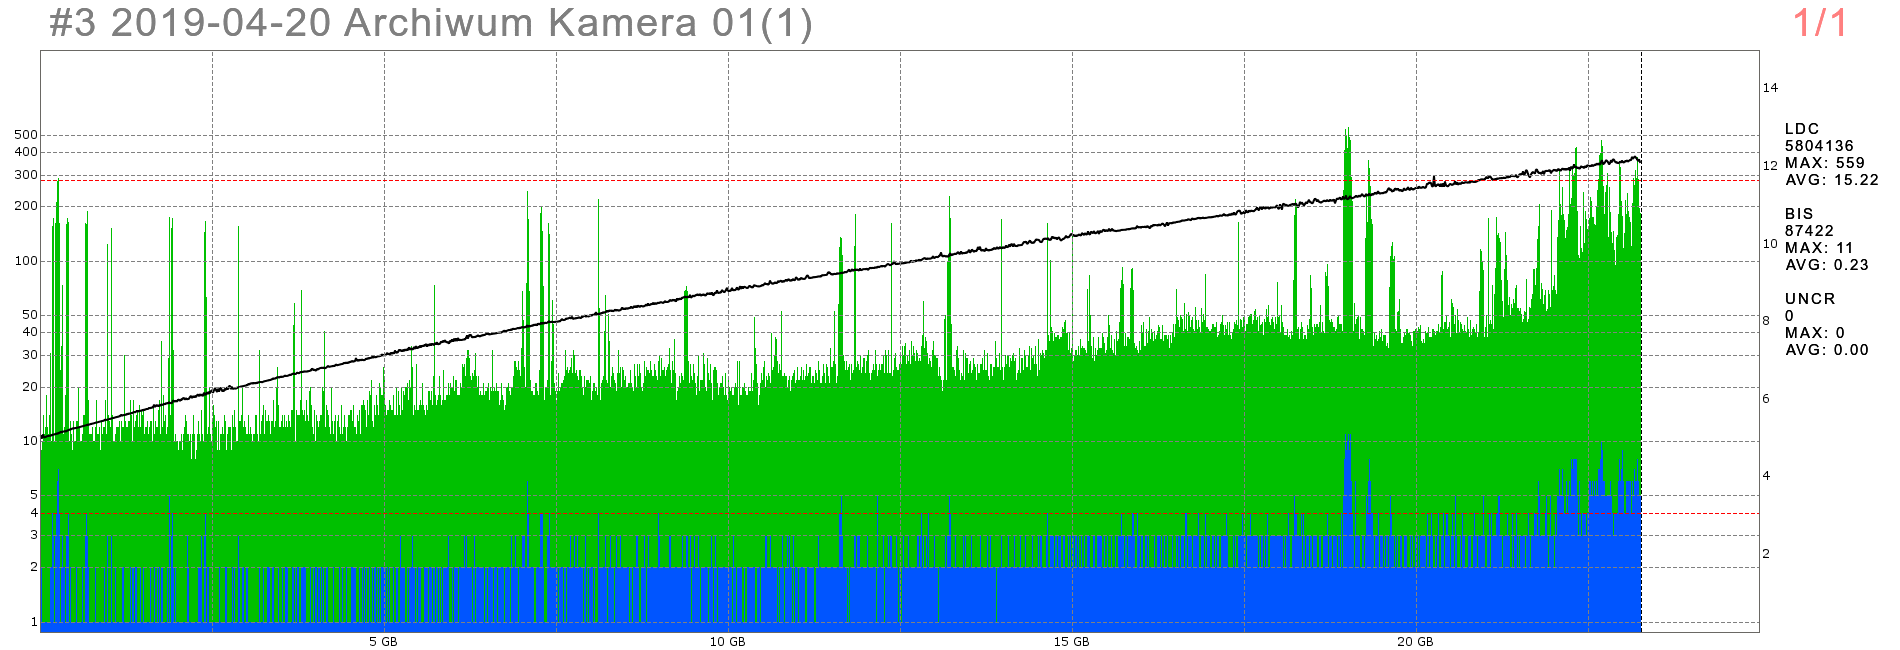 #3 2019-04-20 Archiwum Kamera 01(1)
1/1
500
400
300
200
100
50
40
30
20
10
5
4
3
2
1
14
12
10
8
6
4
2
5 GB
10 GB
15 GB
20 GB
LDC
5804136
MAX: 559
AVG: 15.22
BIS
87422
MAX: 11
AVG: 0.23
UNCR
0
MAX: 0
AVG: 0.00